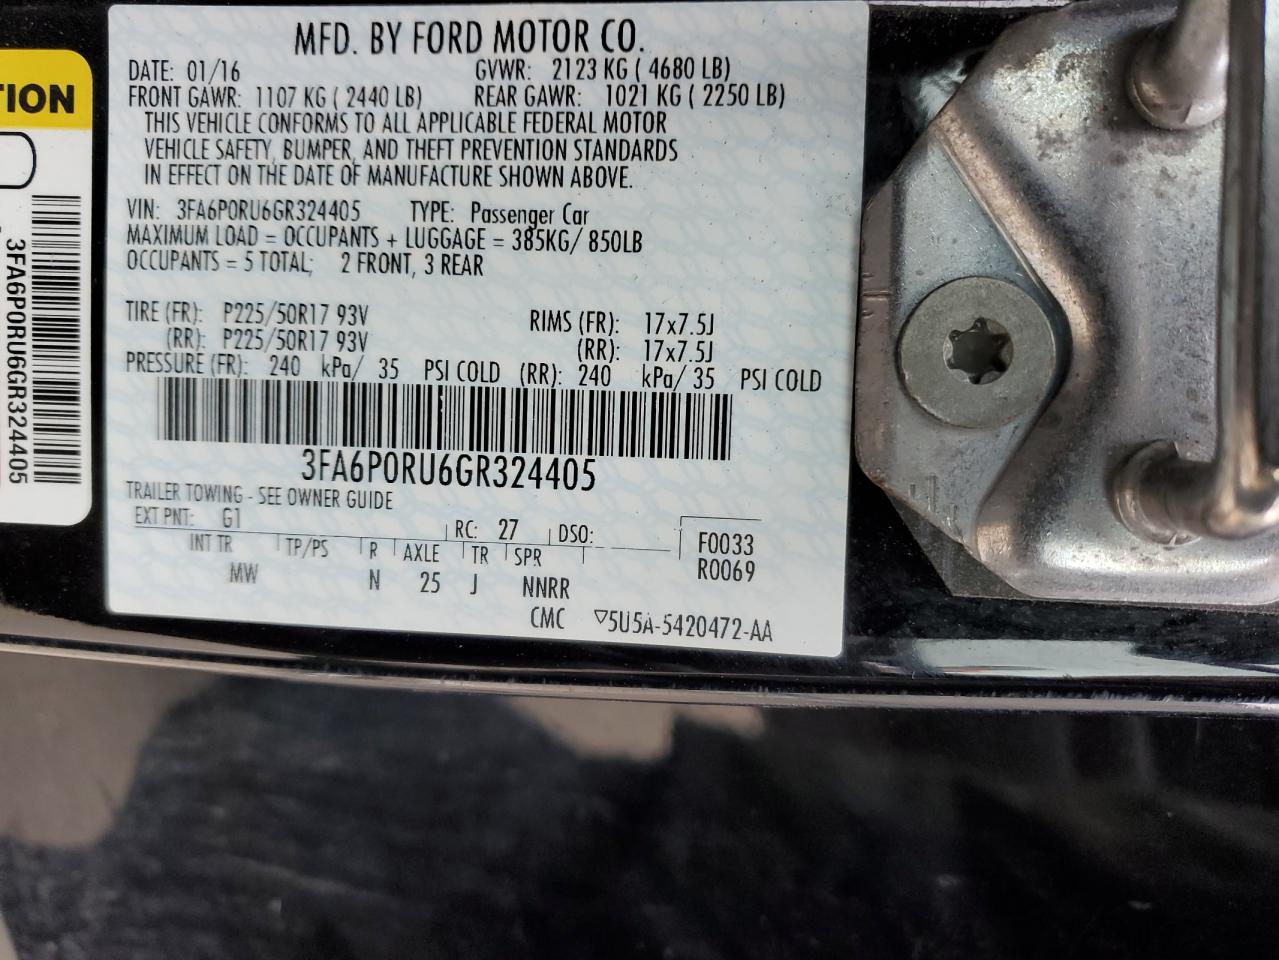 MFD. BY FORD MOTOR CO.
DATE: 01/16 GVWR: 2123 KG ( 4680 LB)
FRONT GAWR: 1107 KG ( 2440 LB) REAR GAWR: 1021 KG ( 2250 LB)
THIS VEHICLE CONFORMS TO ALL APPLICABLE FEDERAL MOTOR
VEHICLE SAFETY, BUMPER, AND THEFT PREVENTION STANDARDS
IN EFFECT ON THE DATE OF MANUFACTURE SHOWN ABOVE.
VIN: 3FA6P0RU6GR324405 TYPE: Passenger Car
MAXIMUM LOAD = OCCUPANTS + LUGGAGE = 385KG/ 850LB
OCCUPANTS = 5 TOTAL; 2 FRONT, 3 REAR
TIRE (FR): P225/50R17 93V RIMS (FR): 17x7.5J
(RR): P225/50R17 93V (RR): 17x7.5J
PRESSURE (FR): 240 kPa/ 35 PSI COLD (RR): 240 kPa/ 35 PSI COLD
3FA6P0RU6GR324405
TRAILER TOWING - SEE OWNER GUIDE
EXT PNT: G1 RC: 27 DSO: F0033
INT TR TP/PS R AXLE TR SPR R0069
MW N 25 J NNRR
CMC ▽5U5A-5420472-AA
TION
3FA6P0RU6GR324405